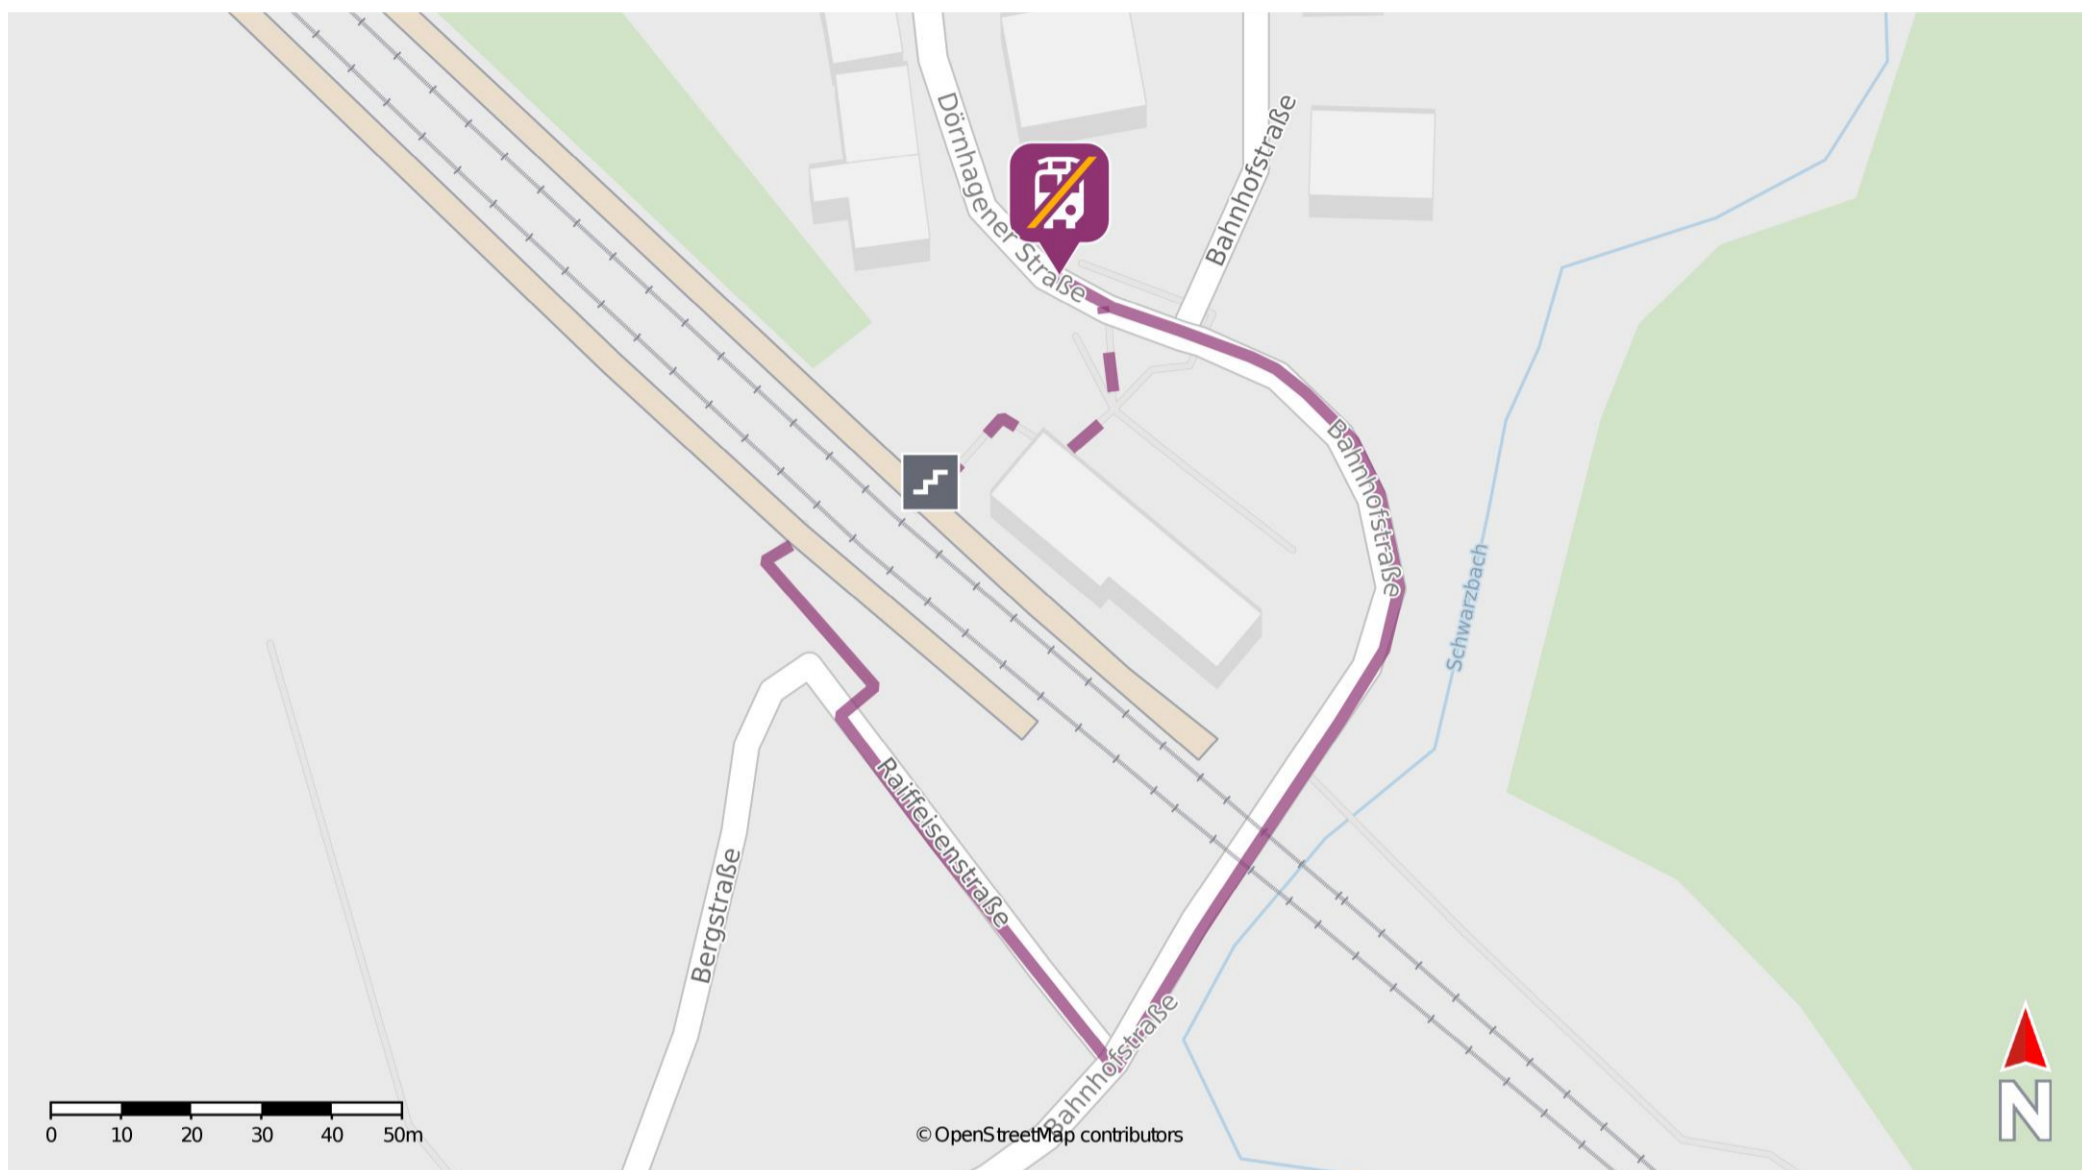 Dörnhagener Straße
Bahnhofstraße
Bahnhofstraße
Schwarzbach
Raiffeisenstraße
Bergstraße
Bahnhofstraße
0 10 20 30 40 50m
© OpenStreetMap contributors
N